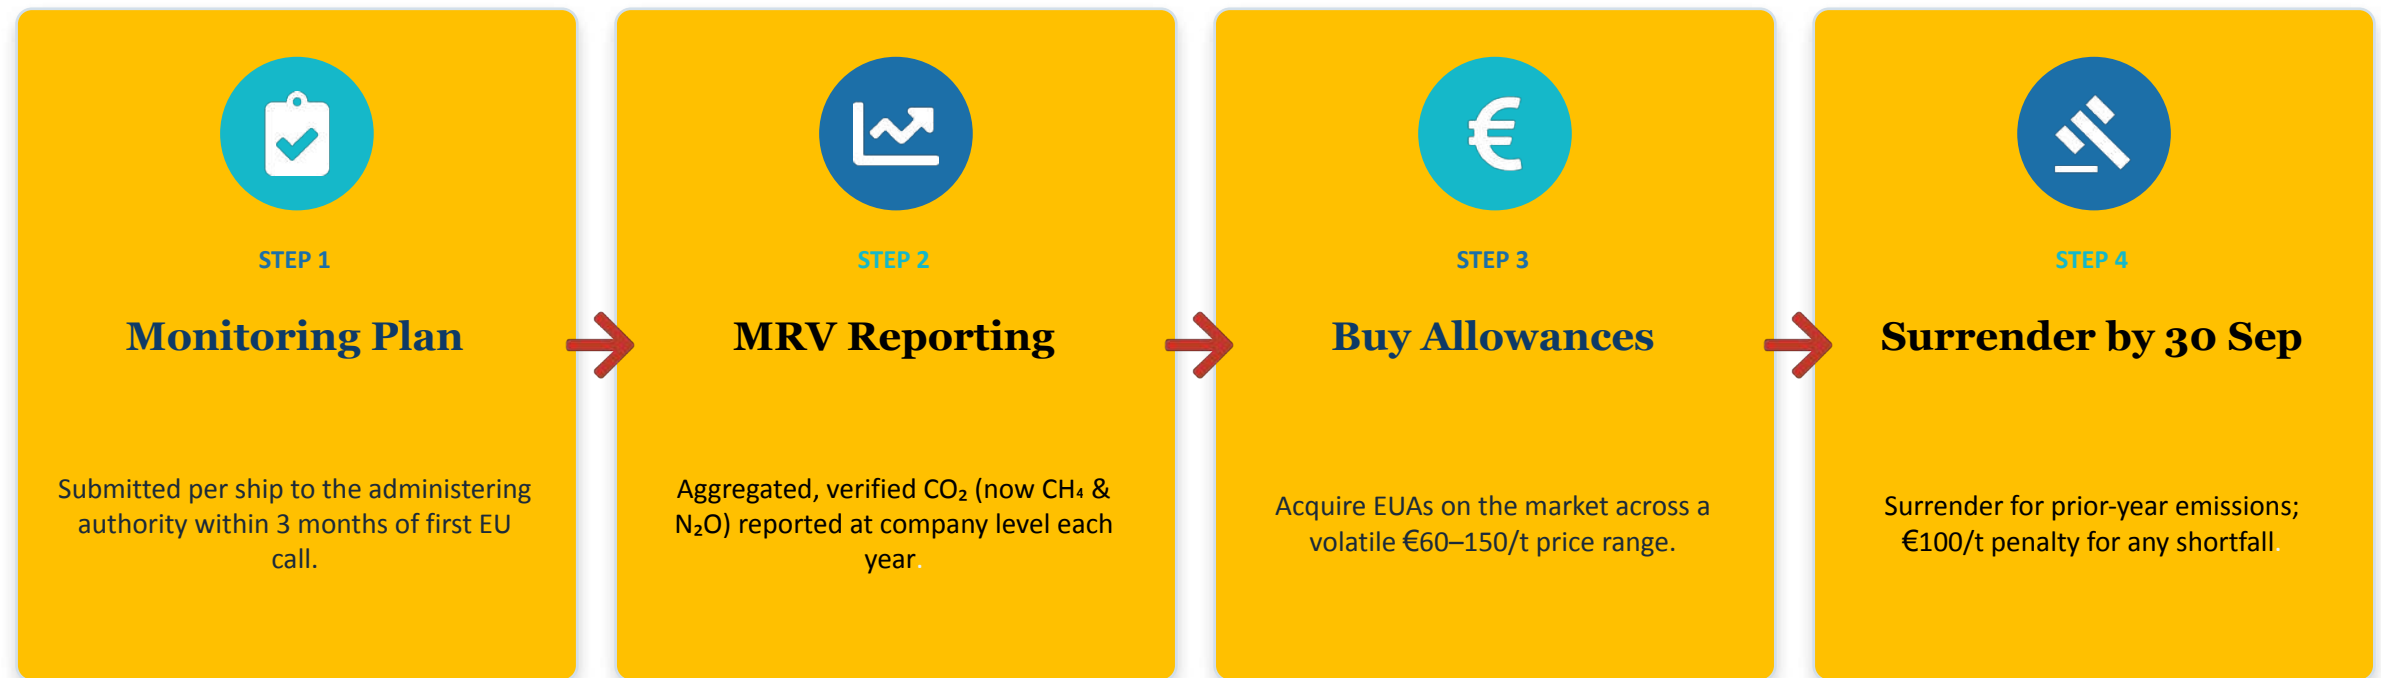 STEP 1
Monitoring Plan
Submitted per ship to the administering
authority within 3 months of first EU
call.
STEP 2
MRV Reporting
Aggregated, verified CO₂ (now CH₄ &
N₂O) reported at company level each
year.
€
STEP 3
Buy Allowances
Acquire EUAs on the market across a
volatile €60–150/t price range.
STEP 4
Surrender by 30 Sep
Surrender for prior-year emissions;
€100/t penalty for any shortfall.